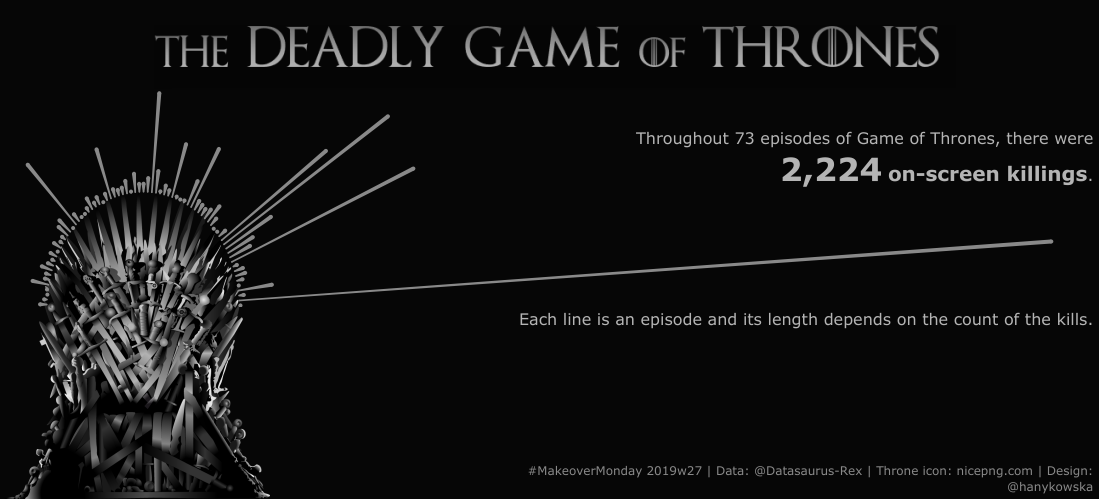 THE DEADLY GAME OF THRONES
Throughout 73 episodes of Game of Thrones, there were
2,224 on-screen killings.
Each line is an episode and its length depends on the count of the kills.
#MakeoverMonday 2019w27 | Data: @Datasaurus-Rex | Throne icon: nicepng.com | Design:
@hanykowska